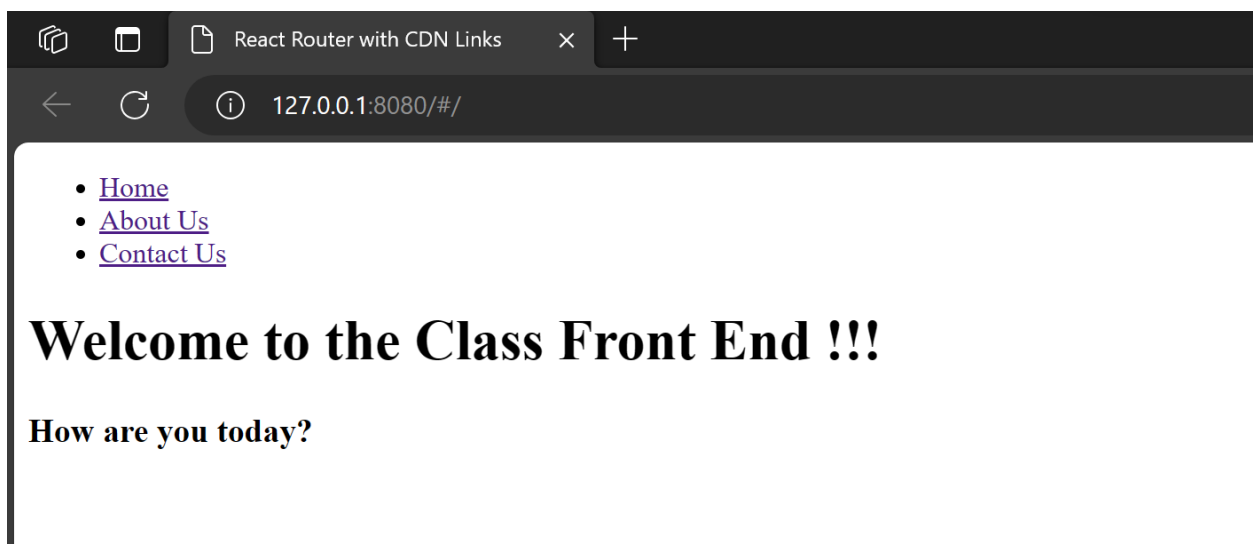 React Router with CDN Links
127.0.0.1:8080/#/
Home
About Us
Contact Us
Welcome to the Class Front End !!!
How are you today?